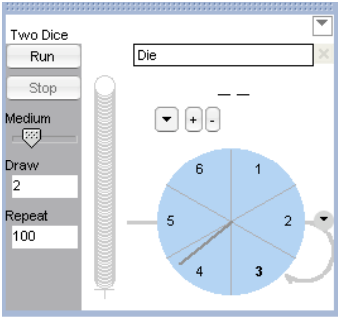 Two Dice
Run
Stop
Medium
Draw
2
Repeat
100
Die
+ -
6 1
5 2
4 3